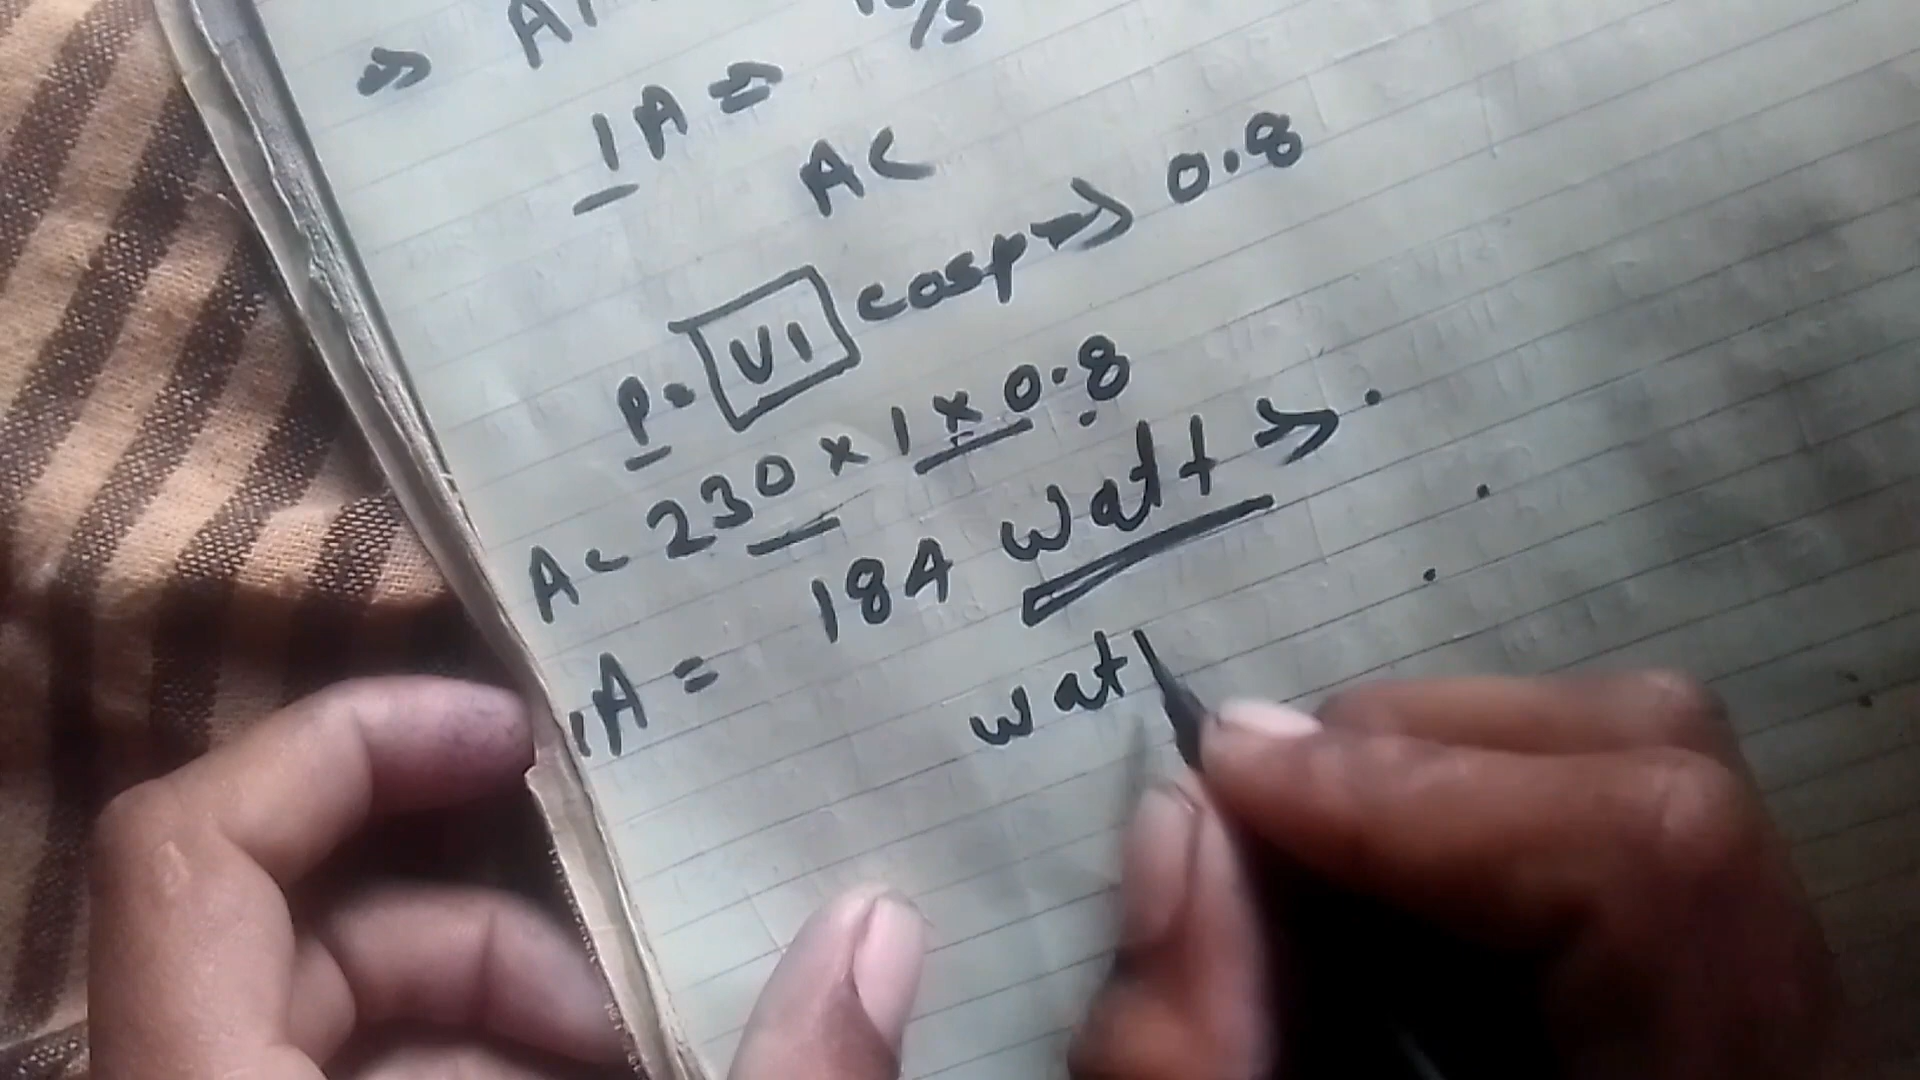 ⇒ A
1A ⇒
AC
P = VI cosφ → 0.8
AC 230 x 1 x 0.8
184 watt →
1A =
wat